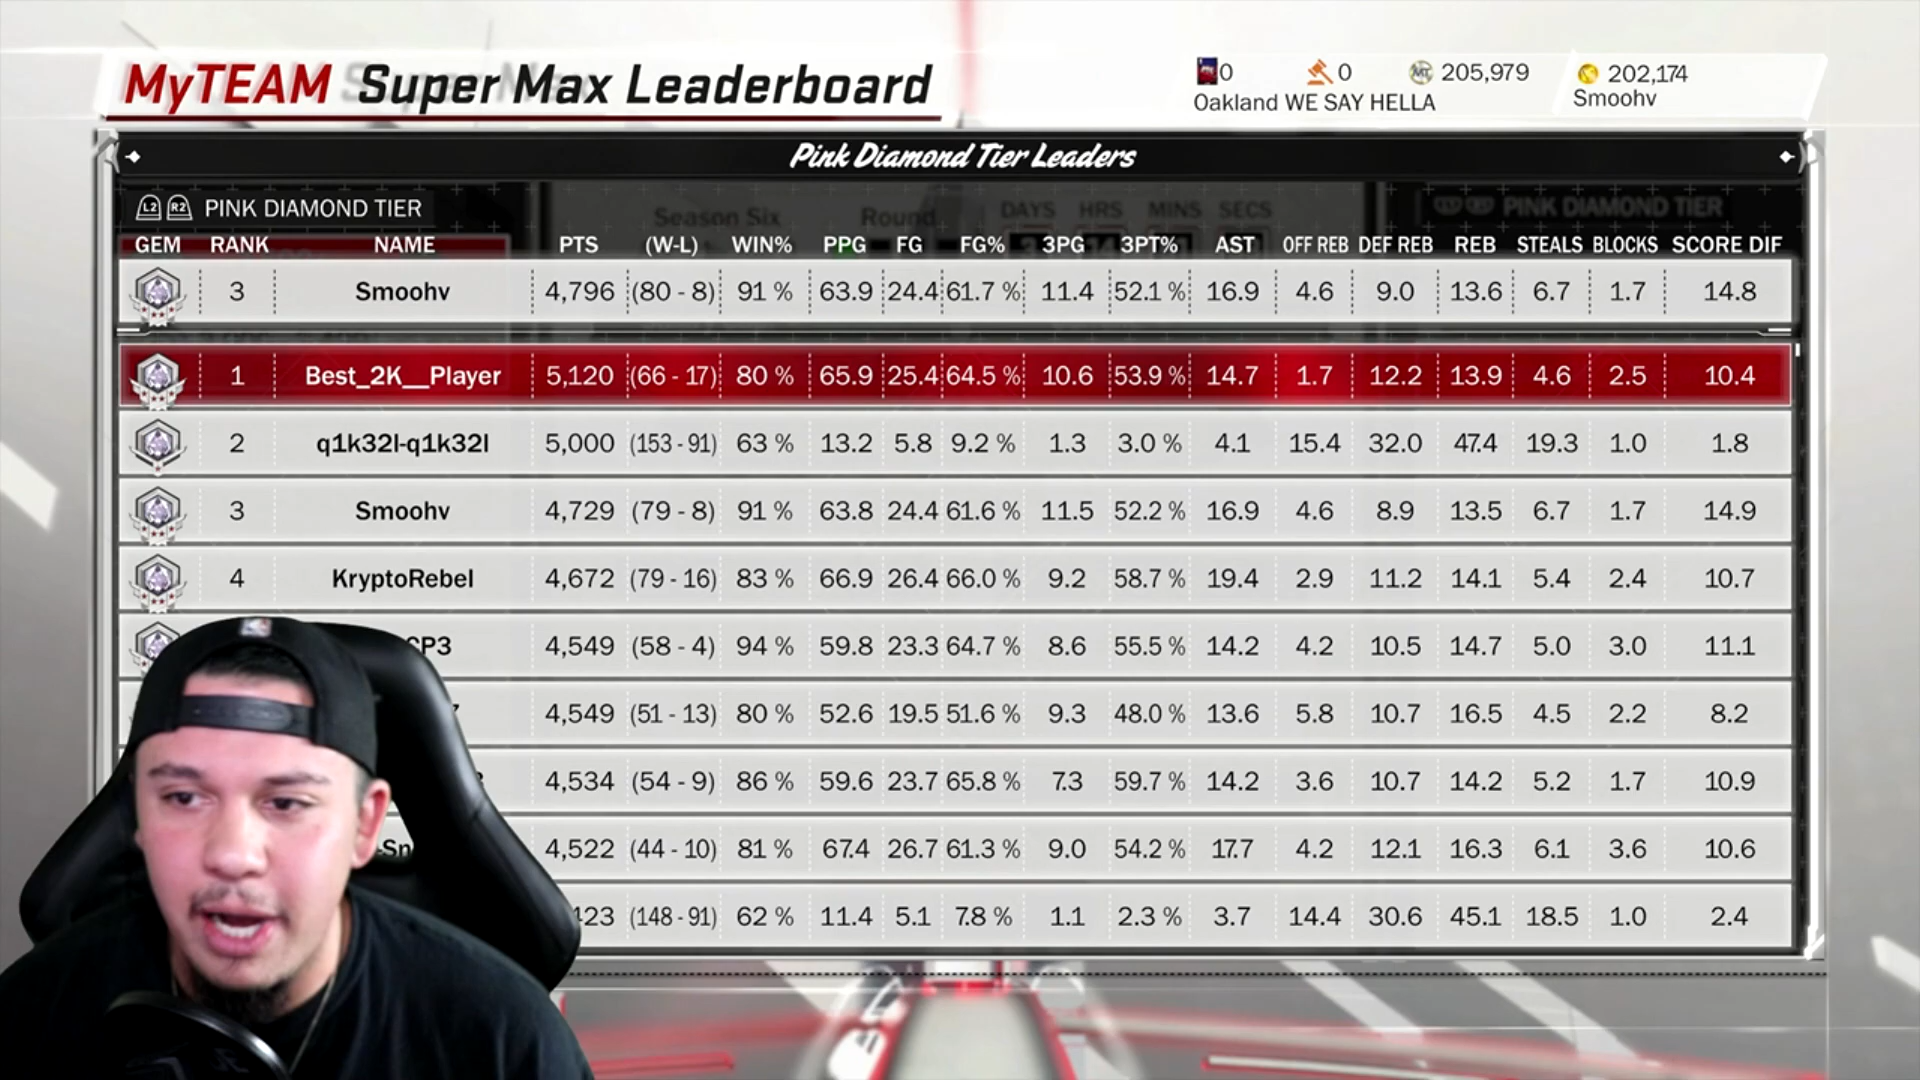 MyTEAM Super Max Leaderboard
0 0 205,979 202,174
Oakland WE SAY HELLA Smoohv
Pink Diamond Tier Leaders
L2 R2 PINK DIAMOND TIER
Season Six Round DAYS HRS MINS SECS PINK DIAMOND TIER
GEM RANK NAME PTS (W-L) WIN% PPG FG FG% 3PG 3PT% AST OFF REB DEF REB REB STEALS BLOCKS SCORE DIF
3 Smoohv 4,796 (80 - 8) 91 % 63.9 24.4 61.7 % 11.4 52.1 % 16.9 4.6 9.0 13.6 6.7 1.7 14.8
1 Best_2K__Player 5,120 (66 - 17) 80 % 65.9 25.4 64.5 % 10.6 53.9 % 14.7 1.7 12.2 13.9 4.6 2.5 10.4
2 5,000 (153 - 91) 63 % 13.2 5.8 9.2 % 1.3 3.0 % 4.1 15.4 32.0 47.4 19.3 1.0 1.8
3 Smoohv 4,729 (79 - 8) 91 % 63.8 24.4 61.6 % 11.5 52.2 % 16.9 4.6 8.9 13.5 6.7 1.7 14.9
4 KryptoRebel 4,672 (79 - 16) 83 % 66.9 26.4 66.0 % 9.2 58.7 % 19.4 2.9 11.2 14.1 5.4 2.4 10.7
CP3 4,549 (58 - 4) 94 % 59.8 23.3 64.7 % 8.6 55.5 % 14.2 4.2 10.5 14.7 5.0 3.0 11.1
4,549 (51 - 13) 80 % 52.6 19.5 51.6 % 9.3 48.0 % 13.6 5.8 10.7 16.5 4.5 2.2 8.2
4,534 (54 - 9) 86 % 59.6 23.7 65.8 % 7.3 59.7 % 14.2 3.6 10.7 14.2 5.2 1.7 10.9
4,522 (44 - 10) 81 % 67.4 26.7 61.3 % 9.0 54.2 % 17.7 4.2 12.1 16.3 6.1 3.6 10.6
(148 - 91) 62 % 11.4 5.1 7.8 % 1.1 2.3 % 3.7 14.4 30.6 45.1 18.5 1.0 2.4